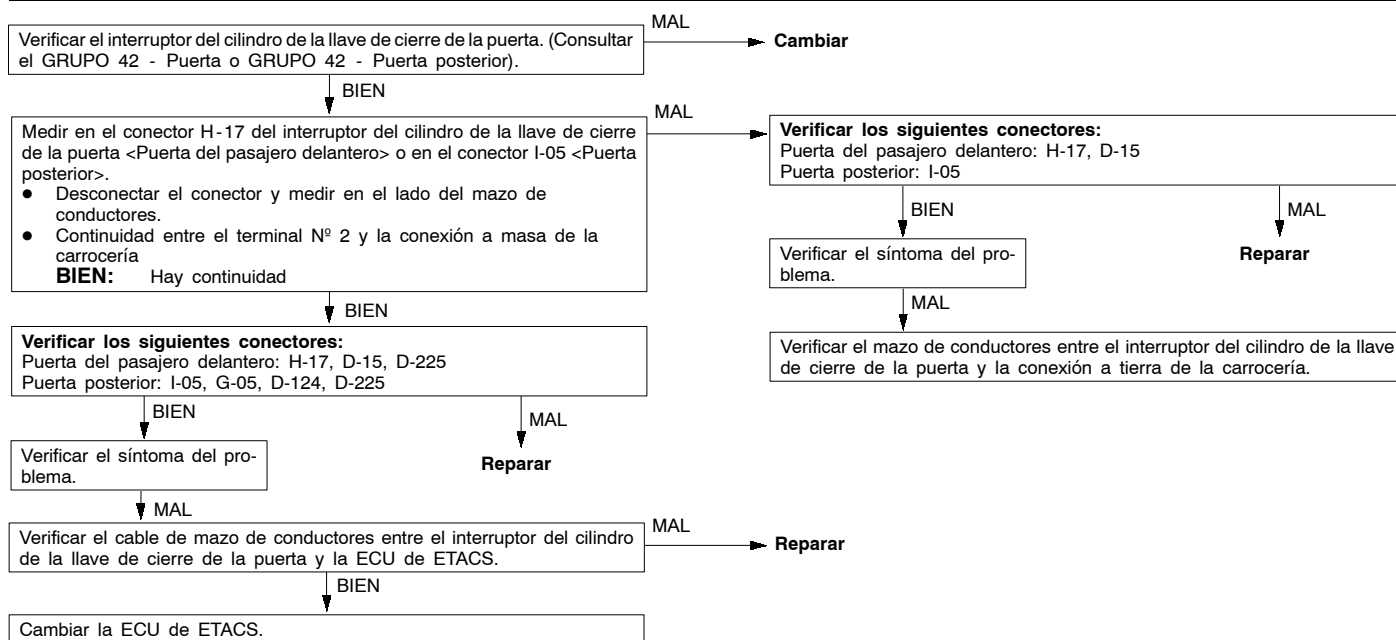 MAL
Verificar el interruptor del cilindro de la llave de cierre de la puerta. (Consultar
el GRUPO 42 - Puerta o GRUPO 42 - Puerta posterior).
Cambiar
BIEN
MAL
Medir en el conector H-17 del interruptor del cilindro de la llave de cierre
de la puerta <Puerta del pasajero delantero> o en el conector I-05 <Puerta
posterior>.
● Desconectar el conector y medir en el lado del mazo de
conductores.
● Continuidad entre el terminal Nº 2 y la conexión a masa de la
carrocería
BIEN: Hay continuidad
Verificar los siguientes conectores:
Puerta del pasajero delantero: H-17, D-15
Puerta posterior: I-05
BIEN
MAL
Verificar el síntoma del pro-
blema.
Reparar
MAL
Verificar el mazo de conductores entre el interruptor del cilindro de la llave
de cierre de la puerta y la conexión a tierra de la carrocería.
BIEN
Verificar los siguientes conectores:
Puerta del pasajero delantero: H-17, D-15, D-225
Puerta posterior: I-05, G-05, D-124, D-225
BIEN
MAL
Verificar el síntoma del pro-
blema.
Reparar
MAL
Verificar el cable de mazo de conductores entre el interruptor del cilindro
de la llave de cierre de la puerta y la ECU de ETACS.
MAL
Reparar
BIEN
Cambiar la ECU de ETACS.